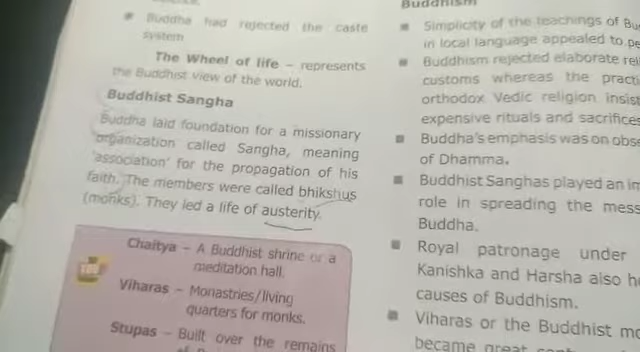 Buddha had rejected the caste
system
The Wheel of life – represents
the Buddhist view of the world.
Buddhist Sangha
Buddha laid foundation for a missionary
organization called Sangha, meaning
'association' for the propagation of his
faith. The members were called bhikshus
(monks). They led a life of austerity.
Chaitya – A Buddhist shrine or a
meditation hall.
Viharas – Monastries/living
quarters for monks.
Stupas – Built over the remains
Buddhism
Simplicity of the teachings of
in local language appealed to
Buddhism rejected elaborate
customs whereas the
orthodox Vedic religion
expensive rituals and sacrifices
Buddha's emphasis was on
of Dhamma.
Buddhist Sanghas played an
role in spreading the
Buddha.
Royal patronage under
Kanishka and Harsha also
causes of Buddhism.
Viharas or the Buddhist
became great